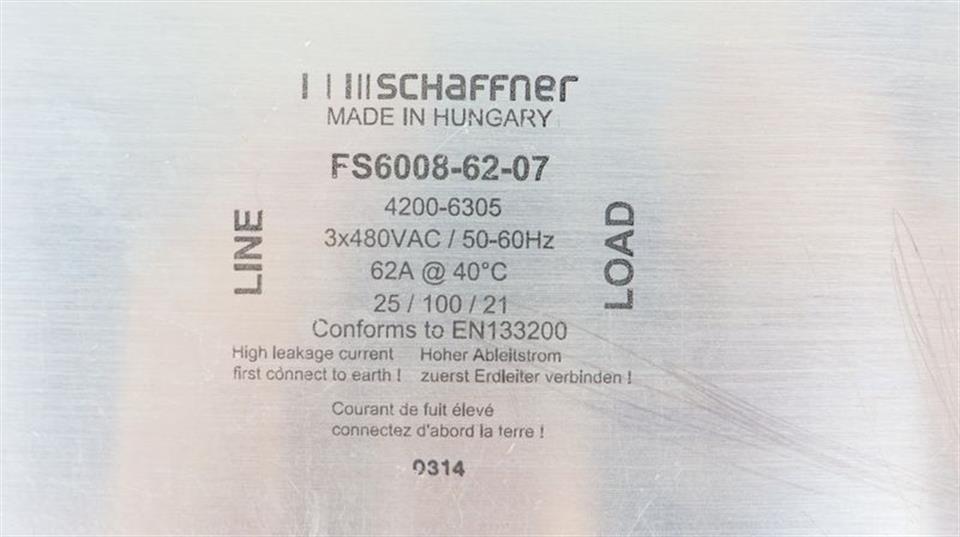 SCHAFFNER
MADE IN HUNGARY
FS6008-62-07
4200-6305
LINE
3x480VAC / 50-60Hz
LOAD
62A @ 40°C
25 / 100 / 21
Conforms to EN133200
High leakage current
first connect to earth !
Hoher Ableitstrom
zuerst Erdleiter verbinden !
Courant de fuit élevé
connectez d'abord la terre !
0314